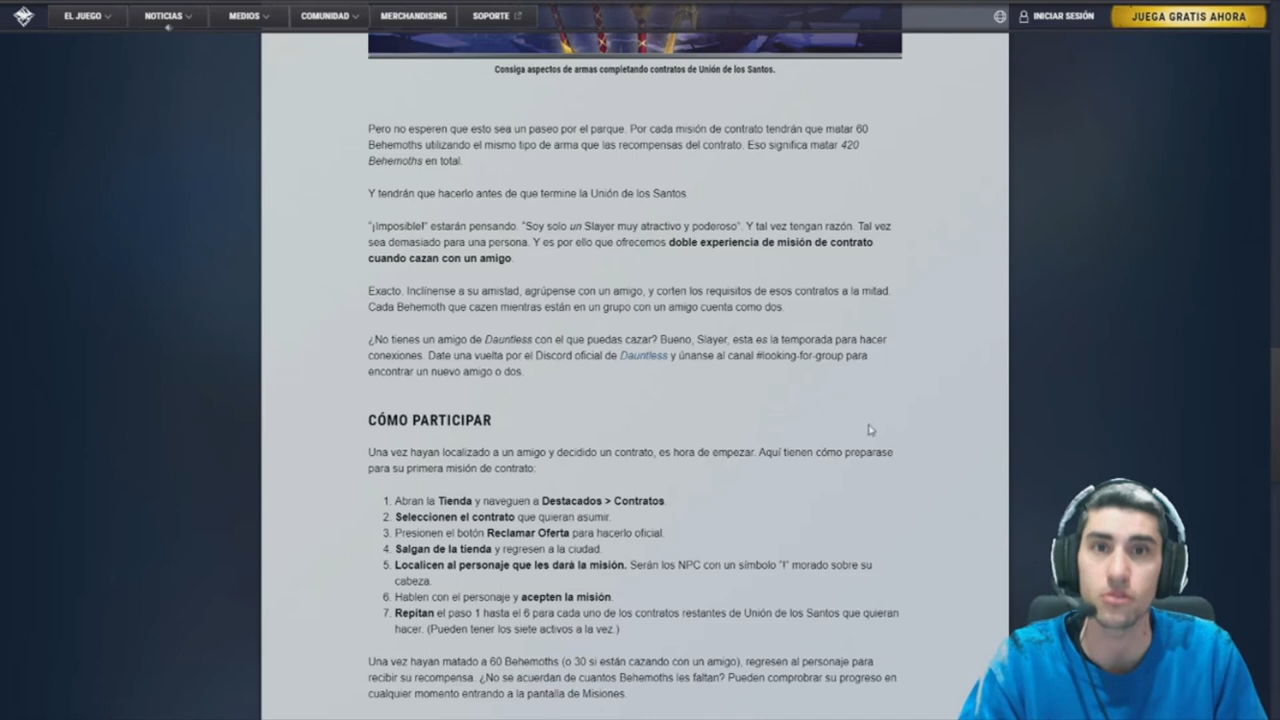 EL JUEGO
NOTICIAS
MEDIOS
COMUNIDAD
MERCHANDISING
SOPORTE
INICIAR SESIÓN
JUEGA GRATIS AHORA
Consiga aspectos de armas completando contratos de Unión de los Santos.
Pero no esperen que esto sea un paseo por el parque. Por cada misión de contrato tendrán que matar 60
Behemoths utilizando el mismo tipo de arma que las recompensas del contrato. Eso significa matar 420
Behemoths en total.
Y tendrán que hacerlo antes de que termine la Unión de los Santos.
"¡Imposible!" estarán pensando. "Soy solo un Slayer muy atractivo y poderoso". Y tal vez tengan razón. Tal vez
sea demasiado para una persona. Y es por ello que ofrecemos doble experiencia de misión de contrato
cuando cazan con un amigo.
Exacto. Inclínense a su amistad, agrúpense con un amigo, y corten los requisitos de esos contratos a la mitad.
Cada Behemoth que cazen mientras están en un grupo con un amigo cuenta como dos.
¿No tienes un amigo de Dauntless con el que puedas cazar? Bueno, Slayer, esta es la temporada para hacer
conexiones. Date una vuelta por el Discord oficial de Dauntless y únanse al canal #looking-for-group para
encontrar un nuevo amigo o dos.
CÓMO PARTICIPAR
Una vez hayan localizado a un amigo y decidido un contrato, es hora de empezar. Aquí tienen cómo preparase
para su primera misión de contrato:
1. Abran la Tienda y naveguen a Destacados > Contratos.
2. Seleccionen el contrato que quieran asumir.
3. Presionen el botón Reclamar Oferta para hacerlo oficial.
4. Salgan de la tienda y regresen a la ciudad.
5. Localicen al personaje que les dará la misión. Serán los NPC con un símbolo "!" morado sobre su
cabeza.
6. Hablen con el personaje y acepten la misión.
7. Repitan el paso 1 hasta el 6 para cada uno de los contratos restantes de Unión de los Santos que quieran
hacer. (Pueden tener los siete activos a la vez.)
Una vez hayan matado a 60 Behemoths (o 30 si están cazando con un amigo), regresen al personaje para
recibir su recompensa. ¿No se acuerdan de cuantos Behemoths les faltan? Pueden comprobar su progreso en
cualquier momento entrando a la pantalla de Misiones.